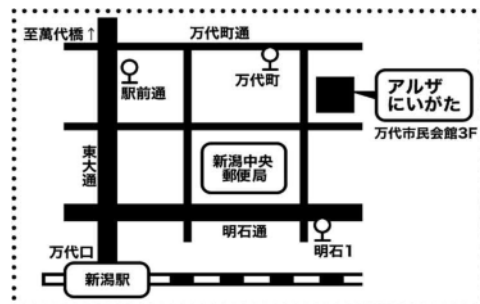 至萬代橋↑
万代町通
駅前通
万代町
アルザ
にいがた
万代市民会館3F
東大通
新潟中央
郵便局
明石通
万代口
明石1
新潟駅